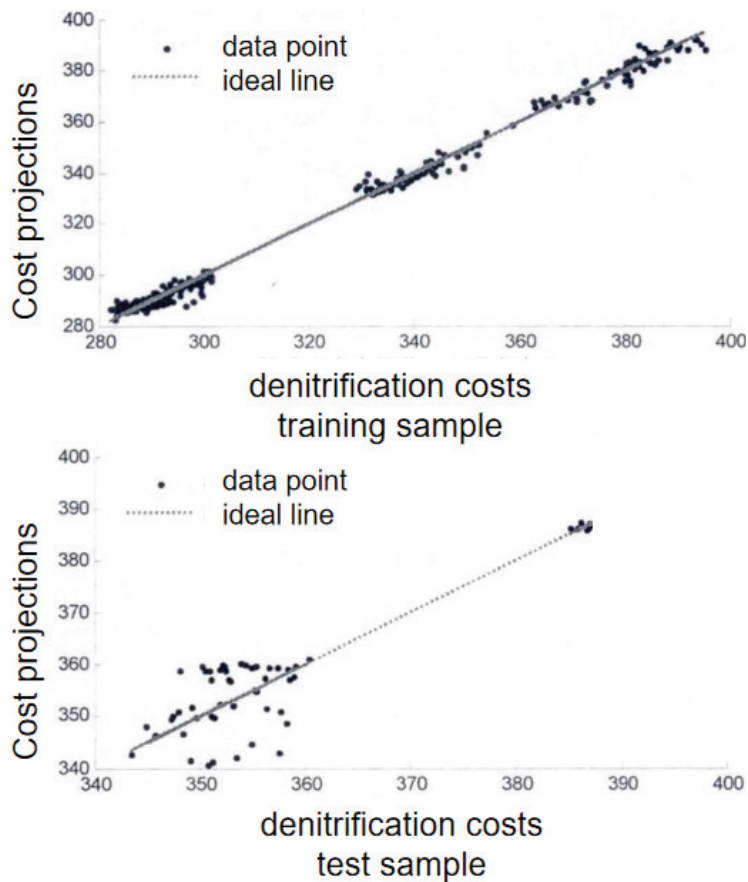 400
380
360
340
320
300
280
Cost projections
data point
ideal line
280 300 320 340 360 380 400
denitrification costs
training sample
400
390
380
370
360
350
340
Cost projections
data point
ideal line
340 350 360 370 380 390 400
denitrification costs
test sample